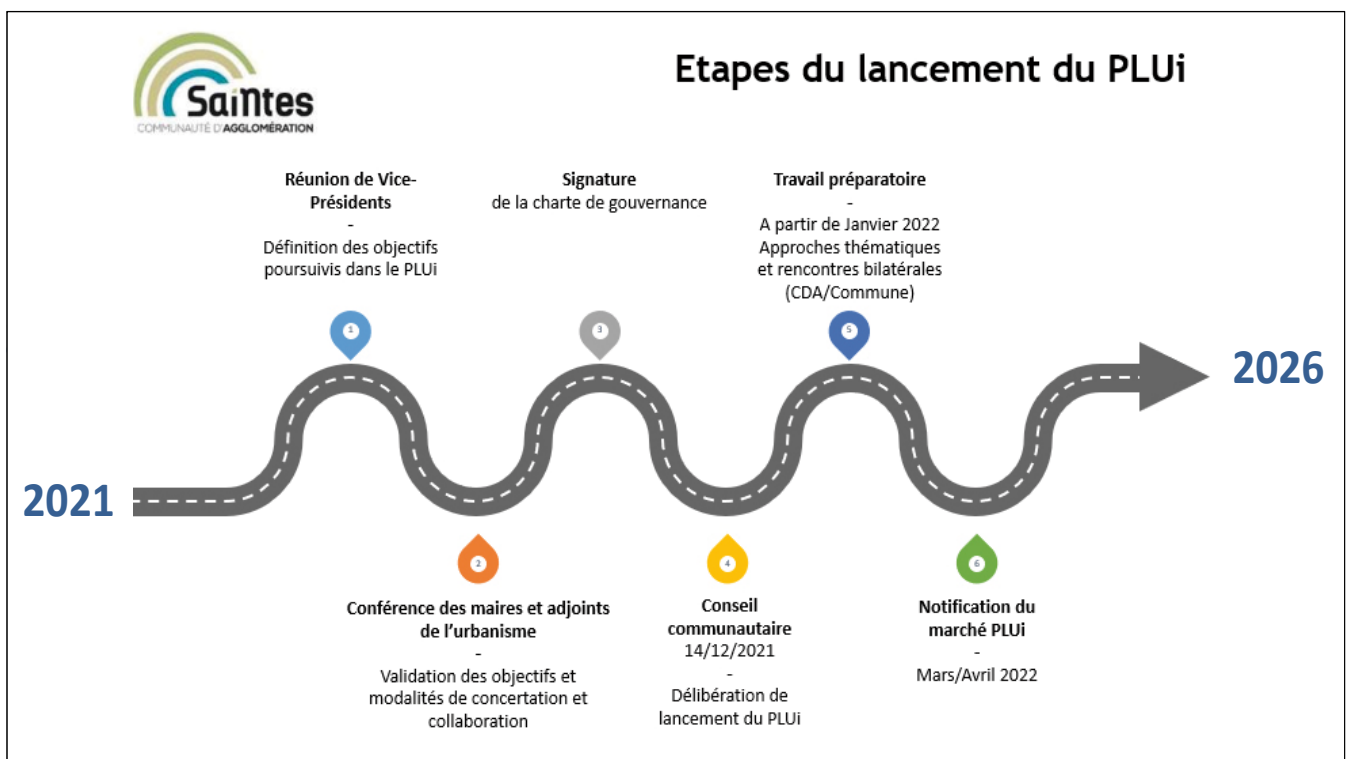 Saintes
COMMUNAUTÉ D'AGGLOMÉRATION
Etapes du lancement du PLUi
Réunion de Vice-
Présidents
-
Définition des objectifs
poursuivis dans le PLUi
Signature
de la charte de gouvernance
Travail préparatoire
-
A partir de Janvier 2022
Approches thématiques
et rencontres bilatérales
(CDA/Commune)
1
3
5
2026
2021
2
4
6
Conférence des maires et adjoints
de l'urbanisme
-
Validation des objectifs et
modalités de concertation et
collaboration
Conseil
communautaire
14/12/2021
-
Délibération de
lancement du PLUi
Notification du
marché PLUi
-
Mars/Avril 2022